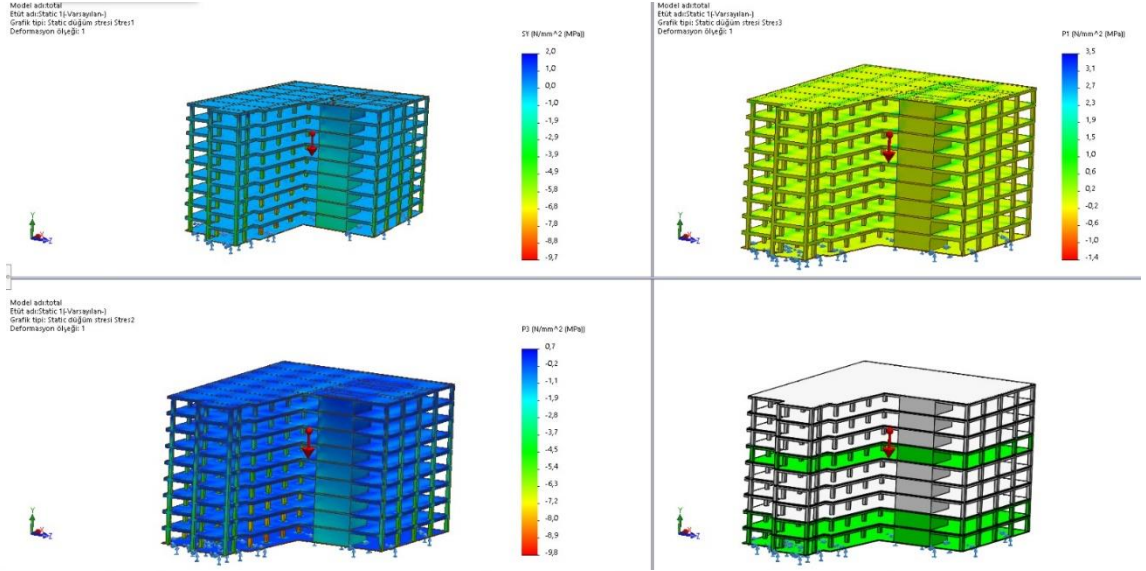 Model adı:total
Etüt adı:Static 1(-Varsayılan-)
Grafik tipi: Static düğüm stresi Stres1
Deformasyon ölçeği: 1
SY (N/mm^2 (MPa))
2,0
1,0
0,0
-1,0
-1,9
-2,9
-3,9
-4,9
-5,8
-6,8
-7,8
-8,8
-9,7
Y
Z
Model adı:total
Etüt adı:Static 1(-Varsayılan-)
Grafik tipi: Static düğüm stresi Stres3
Deformasyon ölçeği: 1
P1 (N/mm^2 (MPa))
3,5
3,1
2,7
2,3
1,9
1,5
1,0
0,6
0,2
-0,2
-0,6
-1,0
-1,4
Y
Z
Model adı:total
Etüt adı:Static 1(-Varsayılan-)
Grafik tipi: Static düğüm stresi Stres2
Deformasyon ölçeği: 1
P3 (N/mm^2 (MPa))
0,7
-0,2
-1,1
-1,9
-2,8
-3,7
-4,5
-5,4
-6,3
-7,2
-8,0
-8,9
-9,8
Y
Z
Y
Z